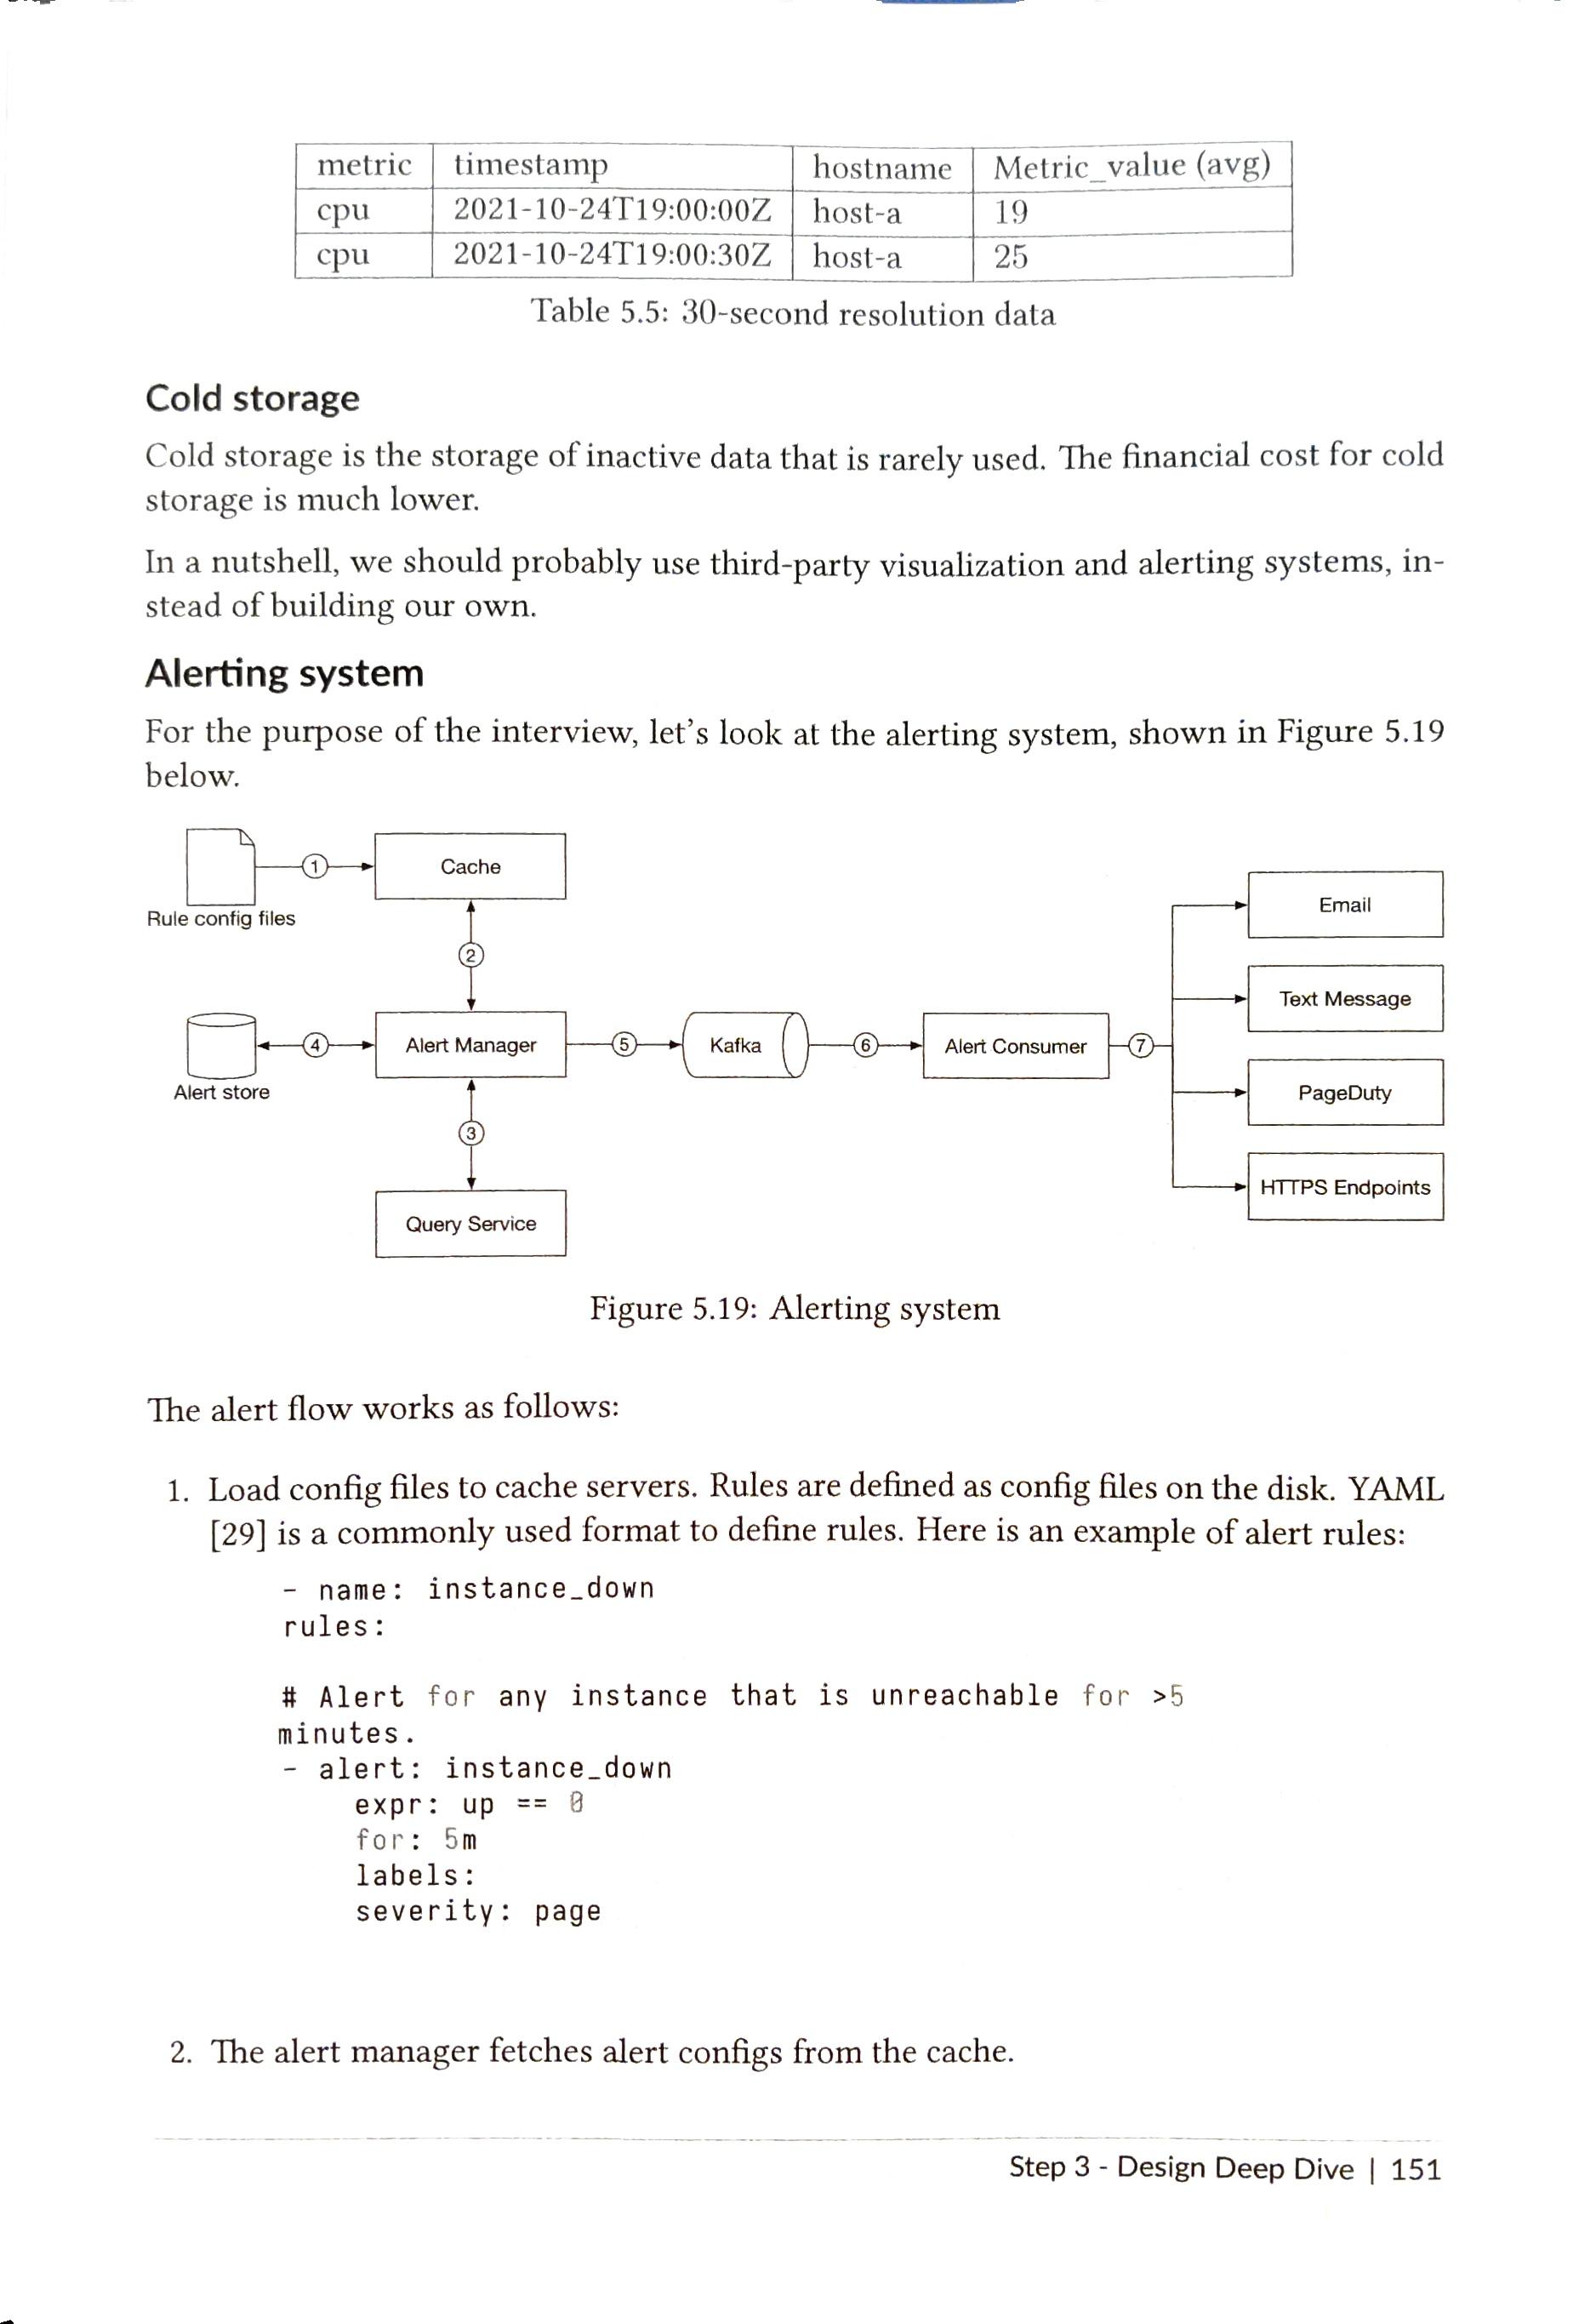 metric timestamp hostname Metric_value (avg)
cpu 2021-10-24T19:00:00Z host-a 19
cpu 2021-10-24T19:00:30Z host-a 25
Table 5.5: 30-second resolution data
Cold storage
Cold storage is the storage of inactive data that is rarely used. The financial cost for cold
storage is much lower.
In a nutshell, we should probably use third-party visualization and alerting systems, in-
stead of building our own.
Alerting system
For the purpose of the interview, let's look at the alerting system, shown in Figure 5.19
below.
Rule config files
1
Cache
2
Alert store
4
Alert Manager
5
Kafka
6
Alert Consumer
7
3
Query Service
Email
Text Message
PageDuty
HTTPS Endpoints
Figure 5.19: Alerting system
The alert flow works as follows:
1. Load config files to cache servers. Rules are defined as config files on the disk. YAML
[29] is a commonly used format to define rules. Here is an example of alert rules:
- name: instance_down
rules:
# Alert for any instance that is unreachable for >5
minutes.
- alert: instance_down
expr: up == 0
for: 5m
labels:
severity: page
2. The alert manager fetches alert configs from the cache.
Step 3 - Design Deep Dive | 151